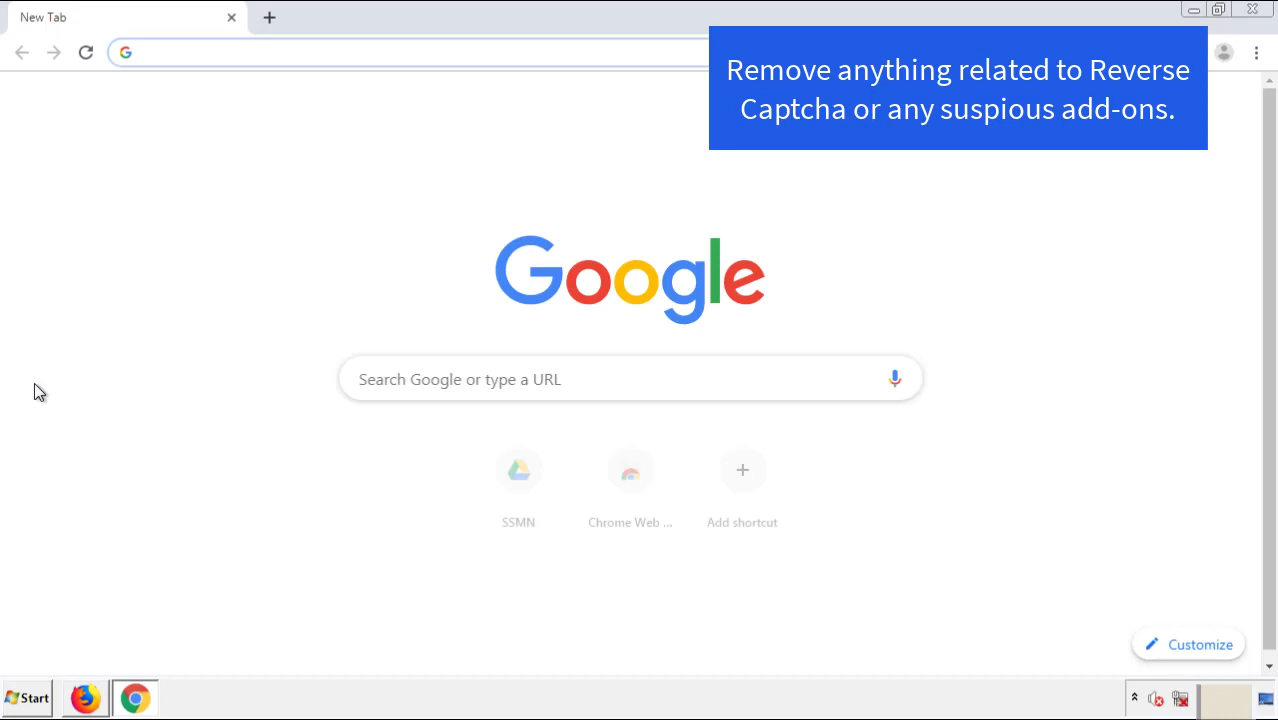 New Tab
Remove anything related to Reverse
Captcha or any suspious add-ons.
Google
Search Google or type a URL
SSMN
Chrome Web ...
Add shortcut
Customize
Start